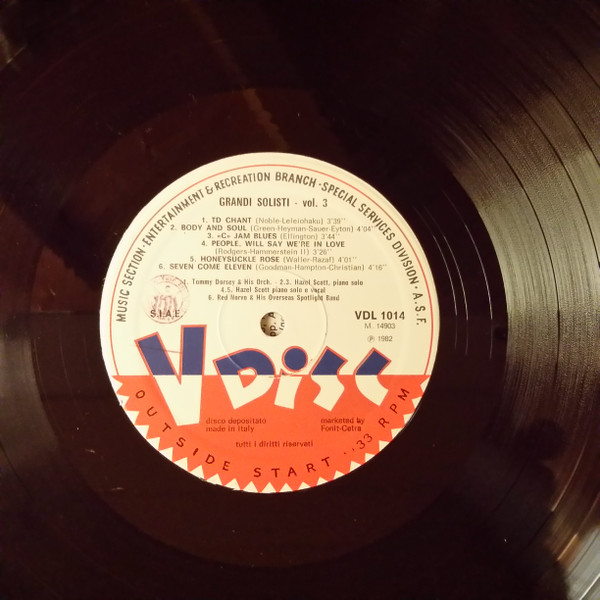 MUSIC SECTION-ENTERTAINMENT & RECREATION BRANCH-SPECIAL SERVICES DIVISION-A.S.F.
GRANDI SOLISTI - vol. 3
1. TD CHANT (Noble-Leleiohaku) 3'39''
2. BODY AND SOUL (Green-Heyman-Sauer-Eyton) 4'04''
3. «C» JAM BLUES (Ellington) 3'44''
4. PEOPLE, WILL SAY WE'RE IN LOVE
(Rodgers-Hammerstein II) 3'26''
5. HONEYSUCKLE ROSE (Waller-Razaf) 4'01''
6. SEVEN COME ELEVEN (Goodman-Hampton-Christian) 4'16''
1. Tommy Dorsey & His Orch. - 2.3. Hazel Scott, piano solo
4.5. Hazel Scott piano solo e vocal
6. Red Norvo & His Overseas Spotlight Band
S.I.A.E.
VDL 1014
M. 14903
℗ 1982
V DISC
disco depositato
made in Italy
marketed by
Fonit-Cetra
tutti i diritti riservati
OUTSIDE START..33 RPM